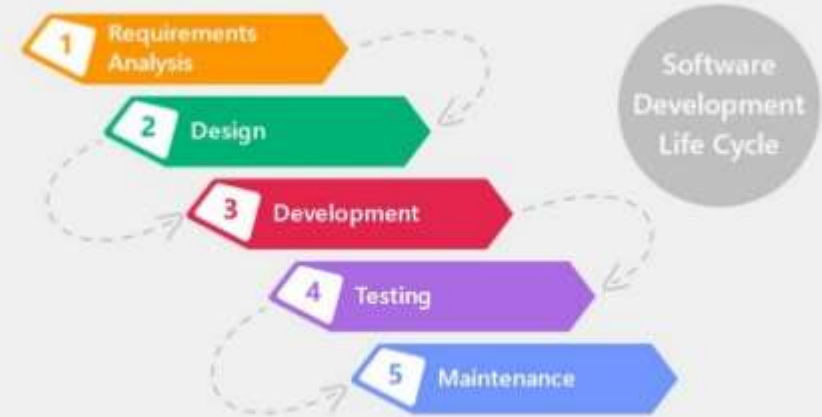 1 Requirements
Analysis
2 Design
3 Development
4 Testing
5 Maintenance
Software
Development
Life Cycle